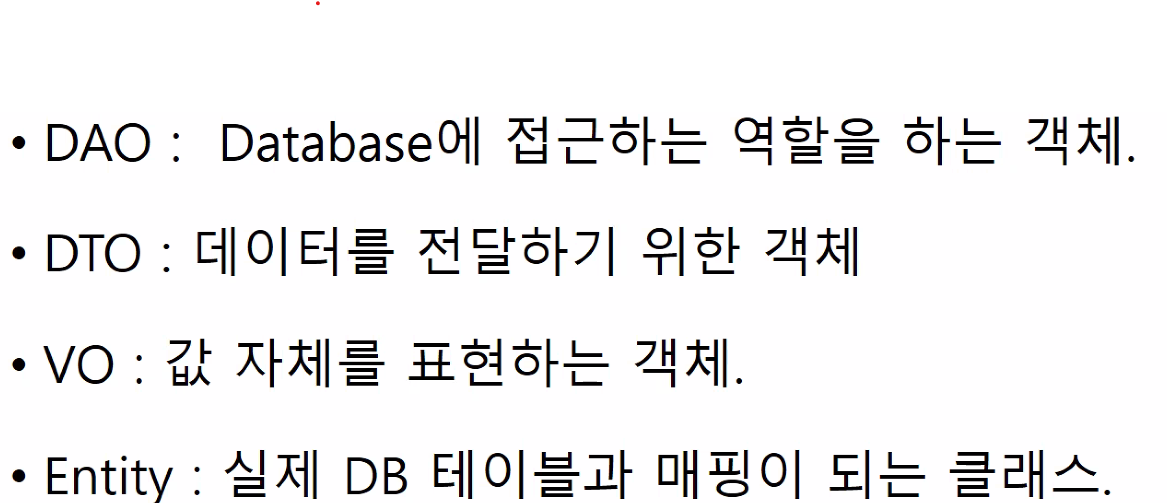 • DAO :  Database에 접근하는 역할을 하는 객체.
• DTO : 데이터를 전달하기 위한 객체
• VO : 값 자체를 표현하는 객체.
• Entity : 실제 DB 테이블과 매핑이 되는 클래스.